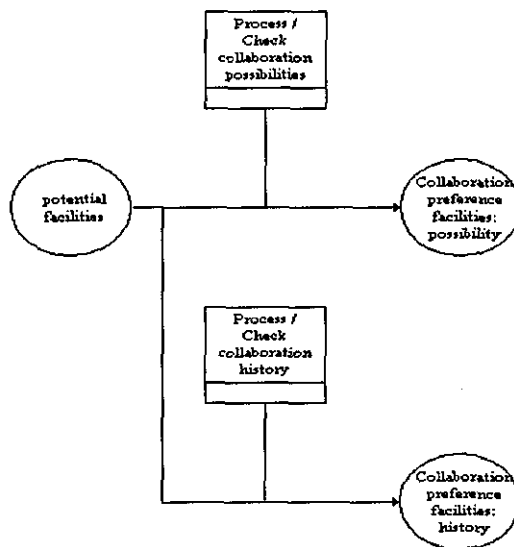 Process /
Check
collaboration
possibilities
potential
facilities
Collaboration
preference
facilities:
possibility
Process /
Check
collaboration
history
Collaboration
preference
facilities:
history